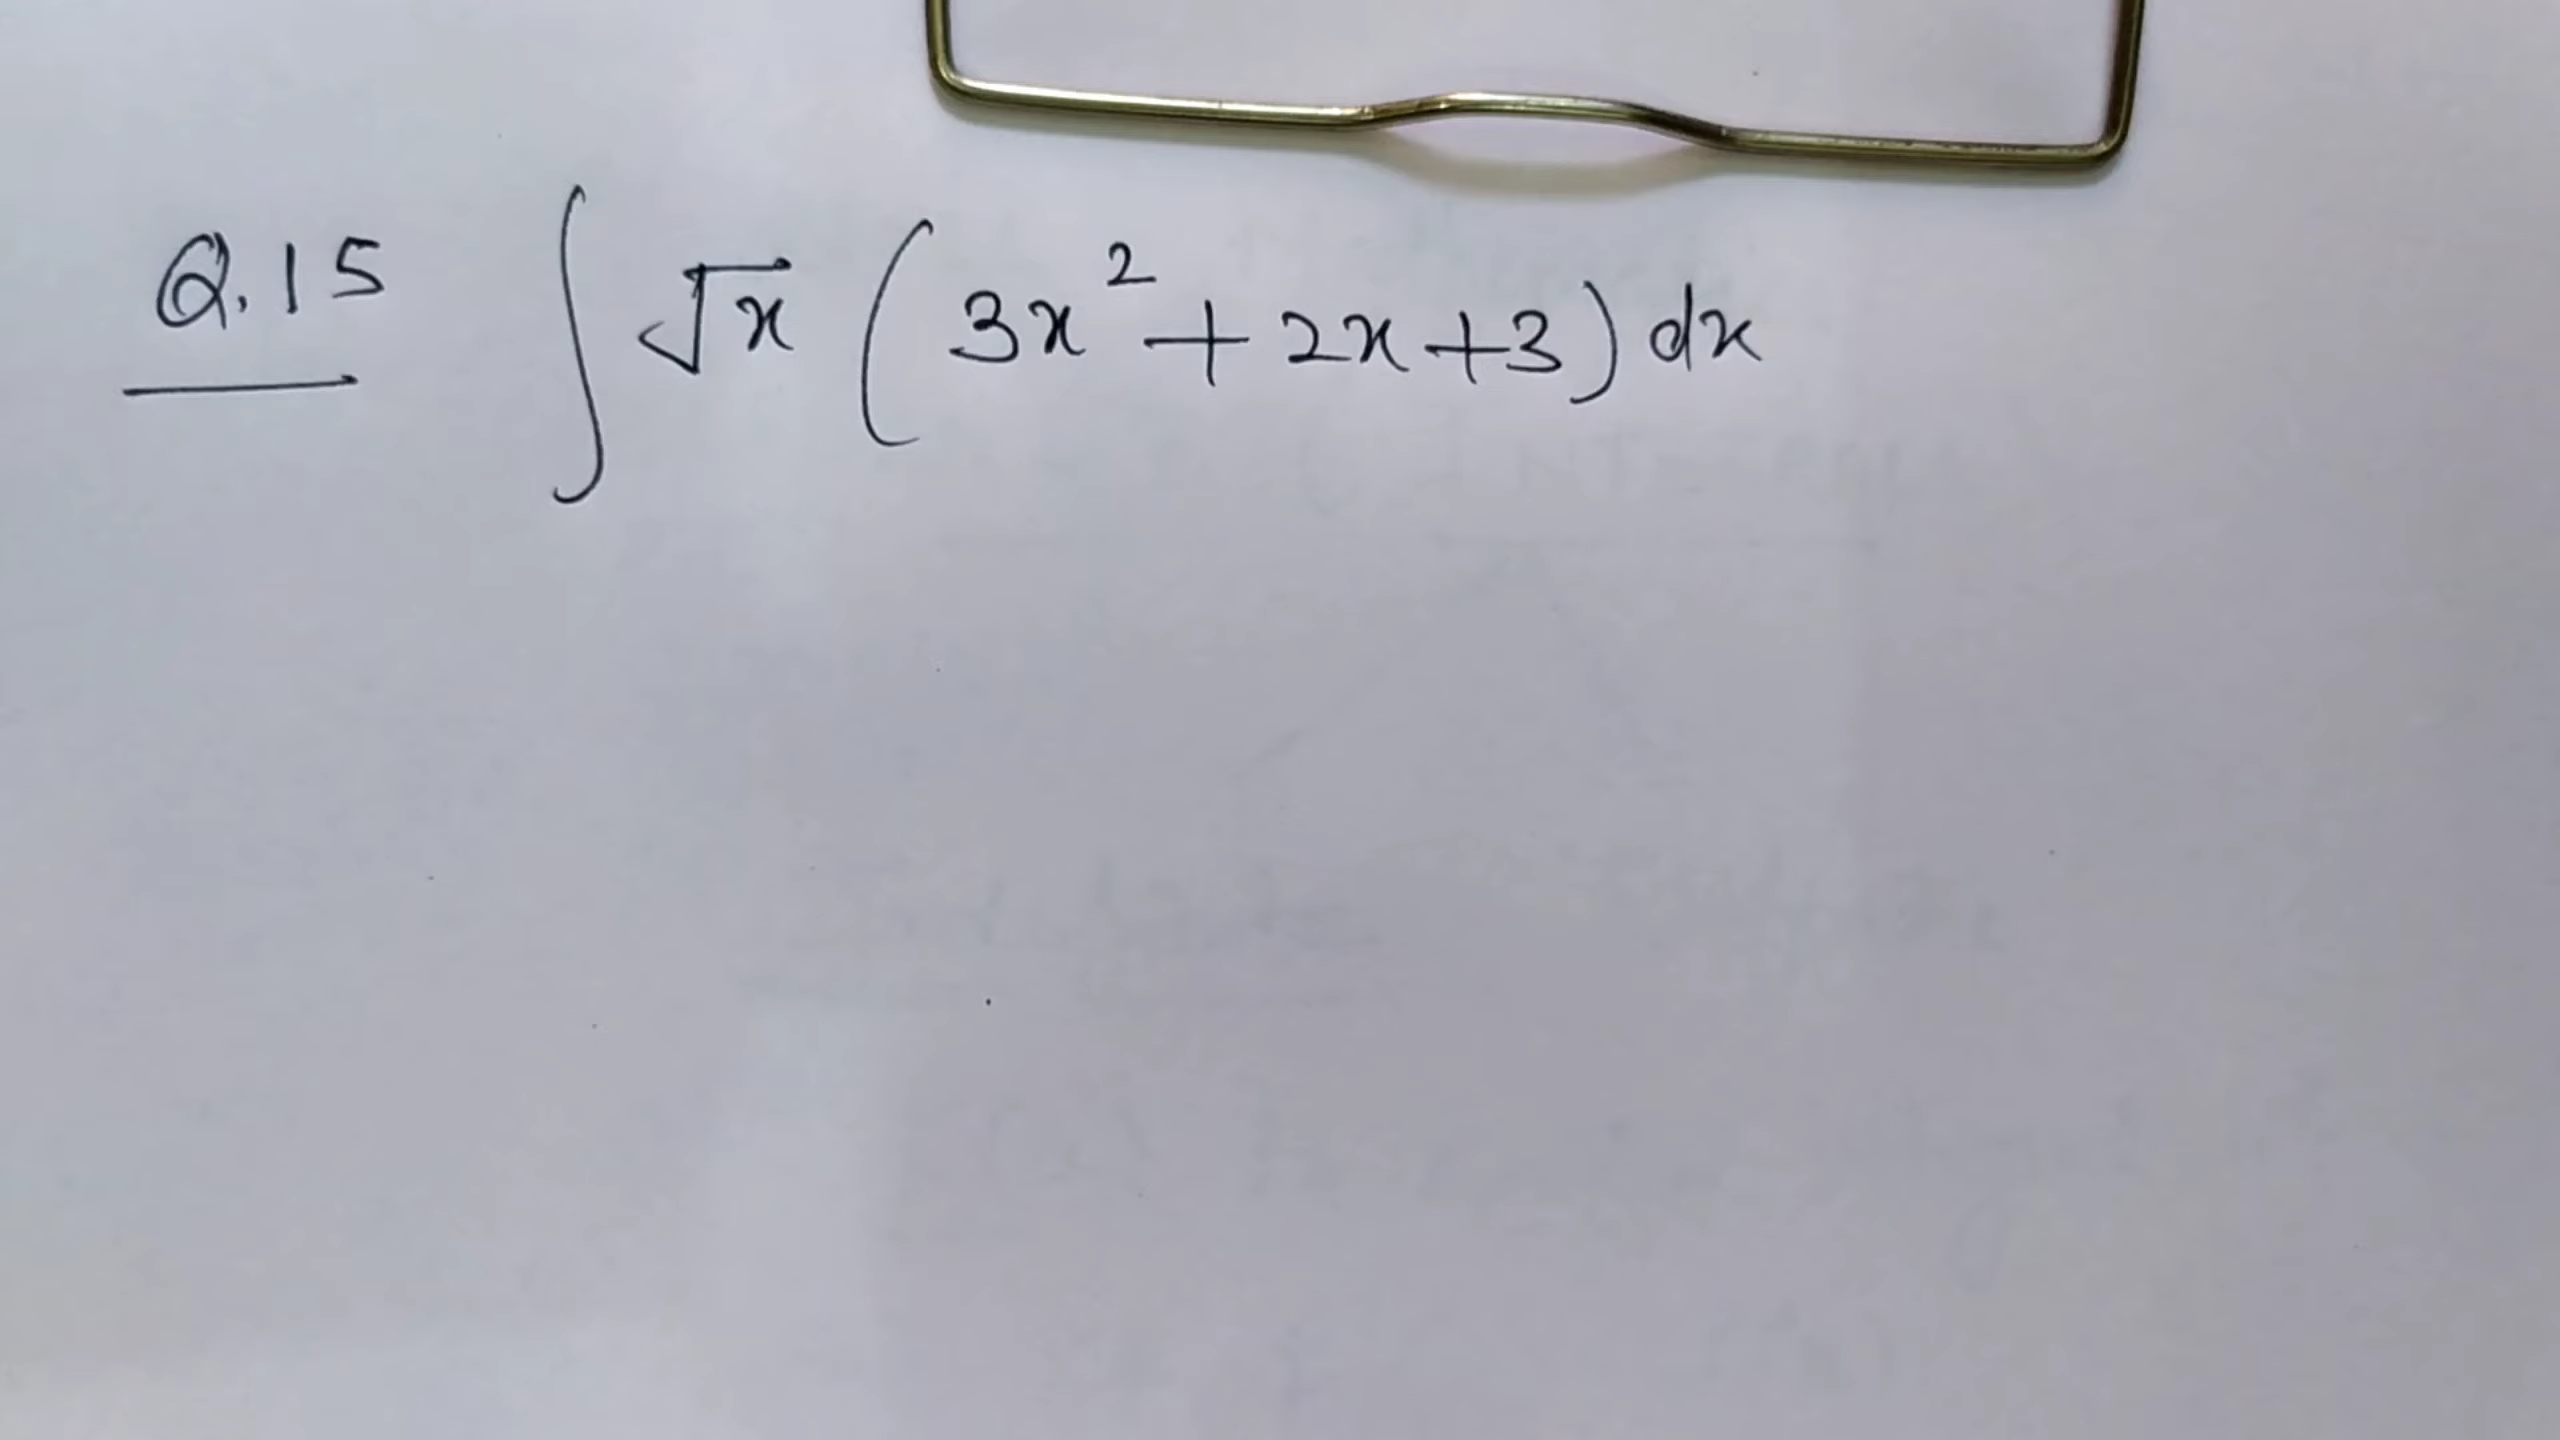 Q.15 ∫ √x (3x² + 2x + 3) dx